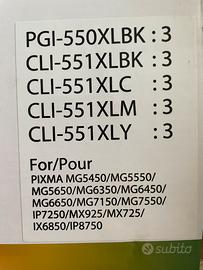 PGI-550XLBK : 3
CLI-551XLBK : 3
CLI-551XLC : 3
CLI-551XLM : 3
CLI-551XLY : 3
For/Pour
PIXMA MG5450/MG5550/
MG5650/MG6350/MG6450/
MG6650/MG7150/MG7550/
IP7250/MX925/MX725/
IX6850/IP8750
subito